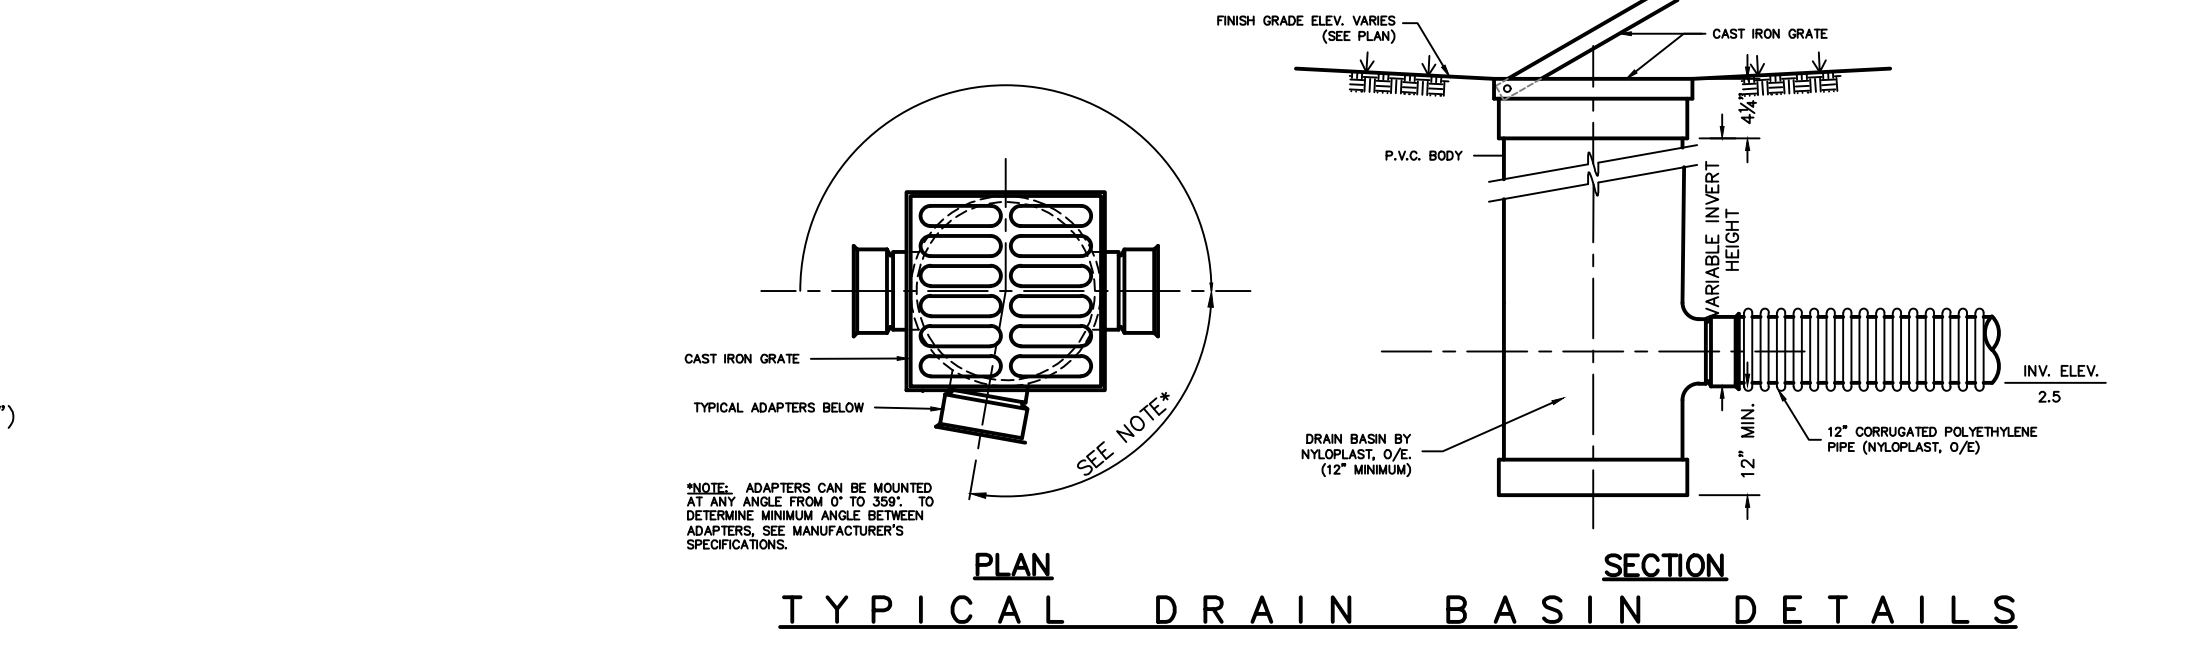 ")
FINISH GRADE ELEV. VARIES
(SEE PLAN)
CAST IRON GRATE
4¼"
P.V.C. BODY
VARIABLE INVERT
HEIGHT
CAST IRON GRATE
TYPICAL ADAPTERS BELOW
SEE NOTE*
INV. ELEV.
2.5
12" MIN.
12" CORRUGATED POLYETHYLENE
PIPE (NYLOPLAST, O/E)
DRAIN BASIN BY
NYLOPLAST, O/E.
(12" MINIMUM)
*NOTE: ADAPTERS CAN BE MOUNTED
AT ANY ANGLE FROM 0° TO 359°. TO
DETERMINE MINIMUM ANGLE BETWEEN
ADAPTERS, SEE MANUFACTURER'S
SPECIFICATIONS.
PLAN
SECTION
TYPICAL DRAIN BASIN DETAILS